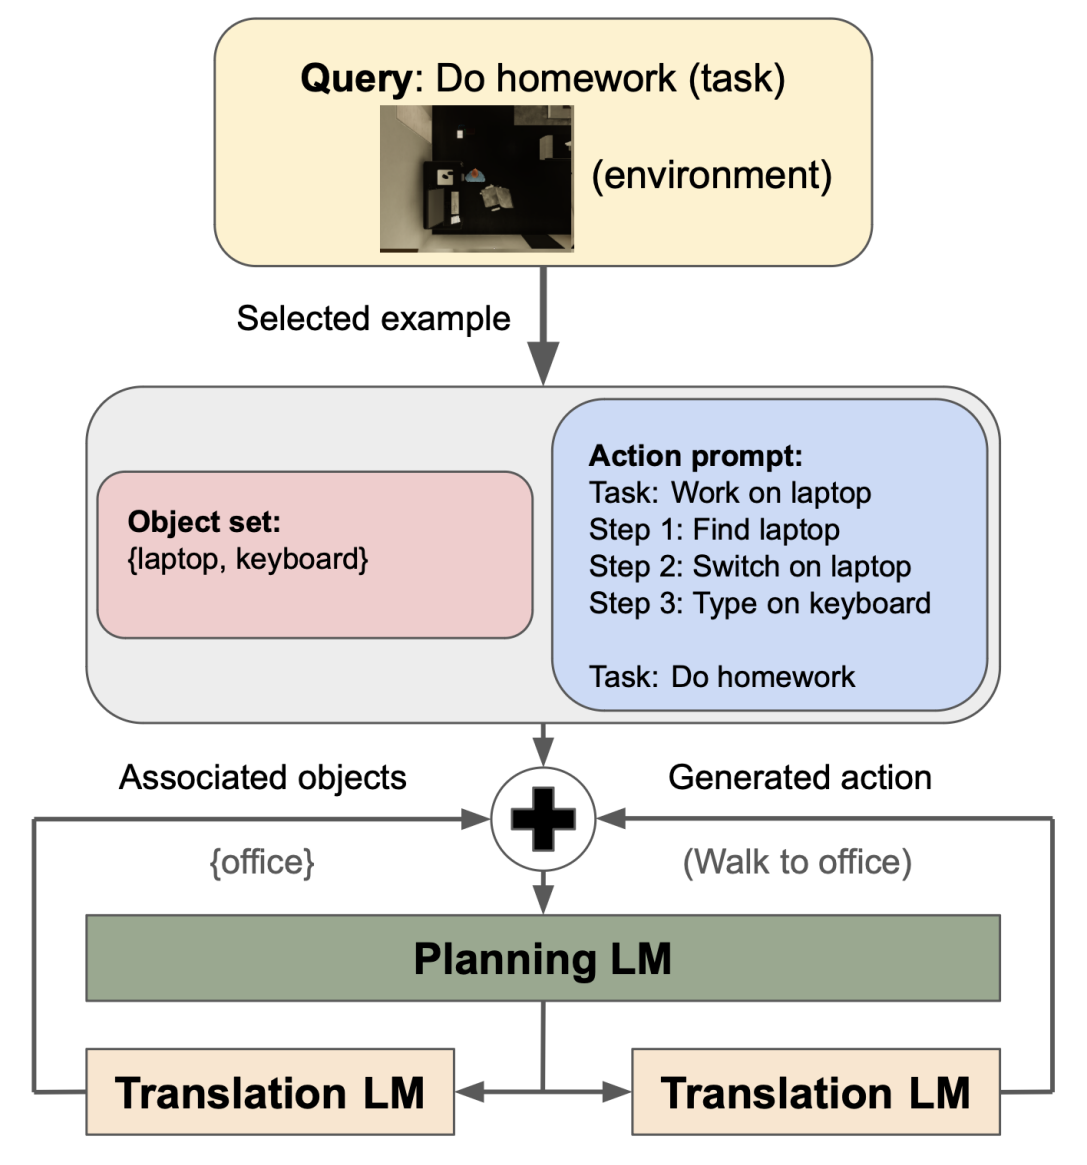 Query: Do homework (task)
(environment)
Selected example
Object set:
{laptop, keyboard}
Action prompt:
Task: Work on laptop
Step 1: Find laptop
Step 2: Switch on laptop
Step 3: Type on keyboard
Task: Do homework
Associated objects
Generated action
{office}
(Walk to office)
Planning LM
Translation LM
Translation LM